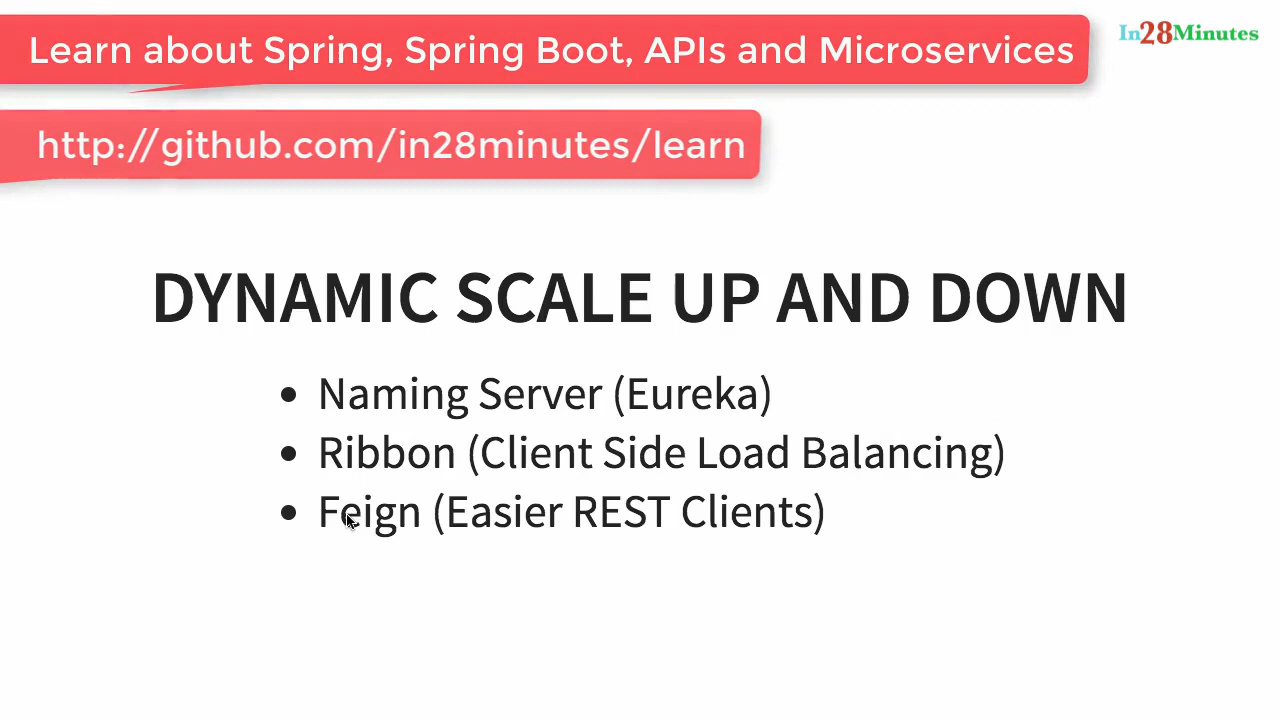 Learn about Spring, Spring Boot, APIs and Microservices
In28Minutes
http://github.com/in28minutes/learn
DYNAMIC SCALE UP AND DOWN
• Naming Server (Eureka)
• Ribbon (Client Side Load Balancing)
• Feign (Easier REST Clients)